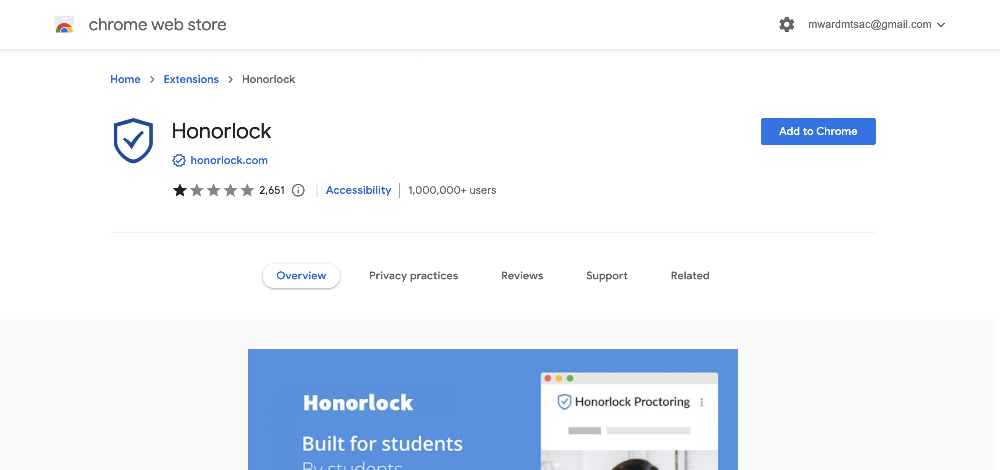 chrome web store
mwardmtsac@gmail.com
Home > Extensions > Honorlock
Honorlock
Add to Chrome
honorlock.com
2,651
Accessibility
1,000,000+ users
Overview
Privacy practices
Reviews
Support
Related
Honorlock
Built for students
By students
Honorlock Proctoring